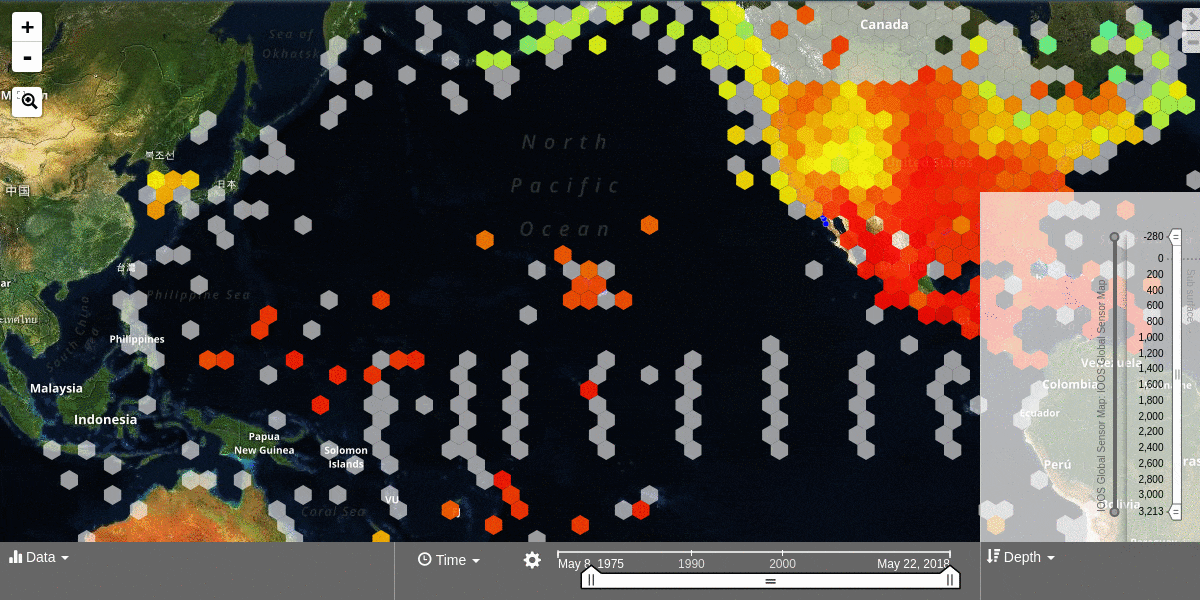 +
-
Sea of
Okhotsk
Canada
North
Pacific
Ocean
United States
북조선
中国
日本
台灣
Philippine Sea
South China
Sea
Philippines
Malaysia
Indonesia
Papua
New Guinea
Solomon
Islands
VU
Coral Sea
Venezuela
Colombia
Ecuador
Perú
Bolivia
IOOS Global Sensor Map: IOOS Global Sensor Map
-280
0
200
400
600
800
1,000
1,200
1,400
1,600
1,800
2,000
2,200
2,400
2,600
2,800
3,000
3,213
Sub surface
Data
Time
May 8, 1975
1990
2000
May 22, 2018
Depth